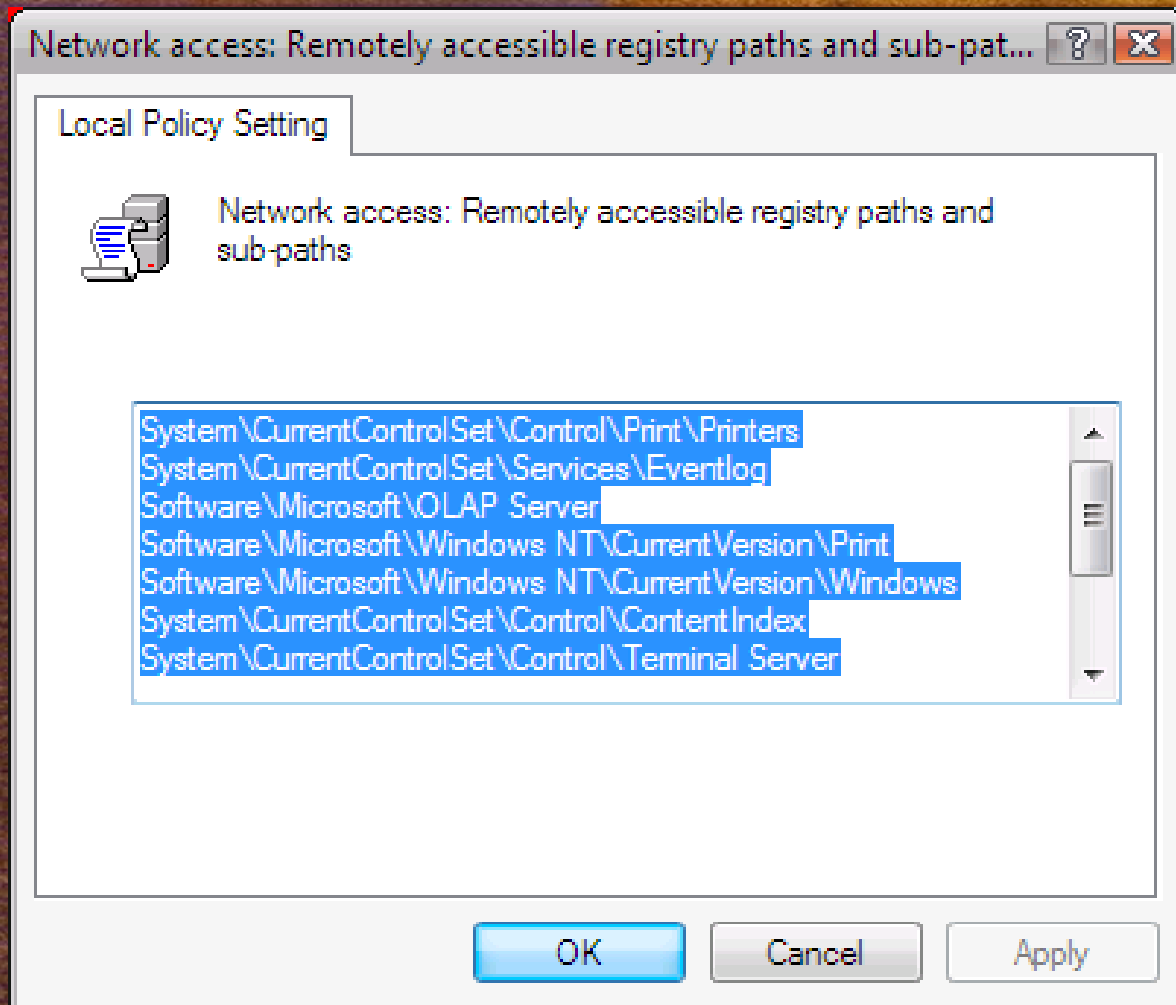 Network access: Remotely accessible registry paths and sub-pat...
Local Policy Setting
Network access: Remotely accessible registry paths and
sub-paths
System\CurrentControlSet\Control\Print\Printers
System\CurrentControlSet\Services\Eventlog
Software\Microsoft\OLAP Server
Software\Microsoft\Windows NT\CurrentVersion\Print
Software\Microsoft\Windows NT\CurrentVersion\Windows
System\CurrentControlSet\Control\ContentIndex
System\CurrentControlSet\Control\Terminal Server
OK Cancel Apply